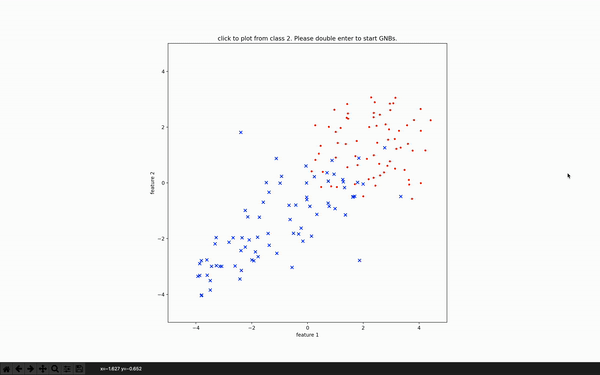 click to plot from class 2. Please double enter to start GNBs.
4
2
0
−2
−4
feature 2
−4
−2
0
2
4
feature 1
x=-1.627 y=-0.652